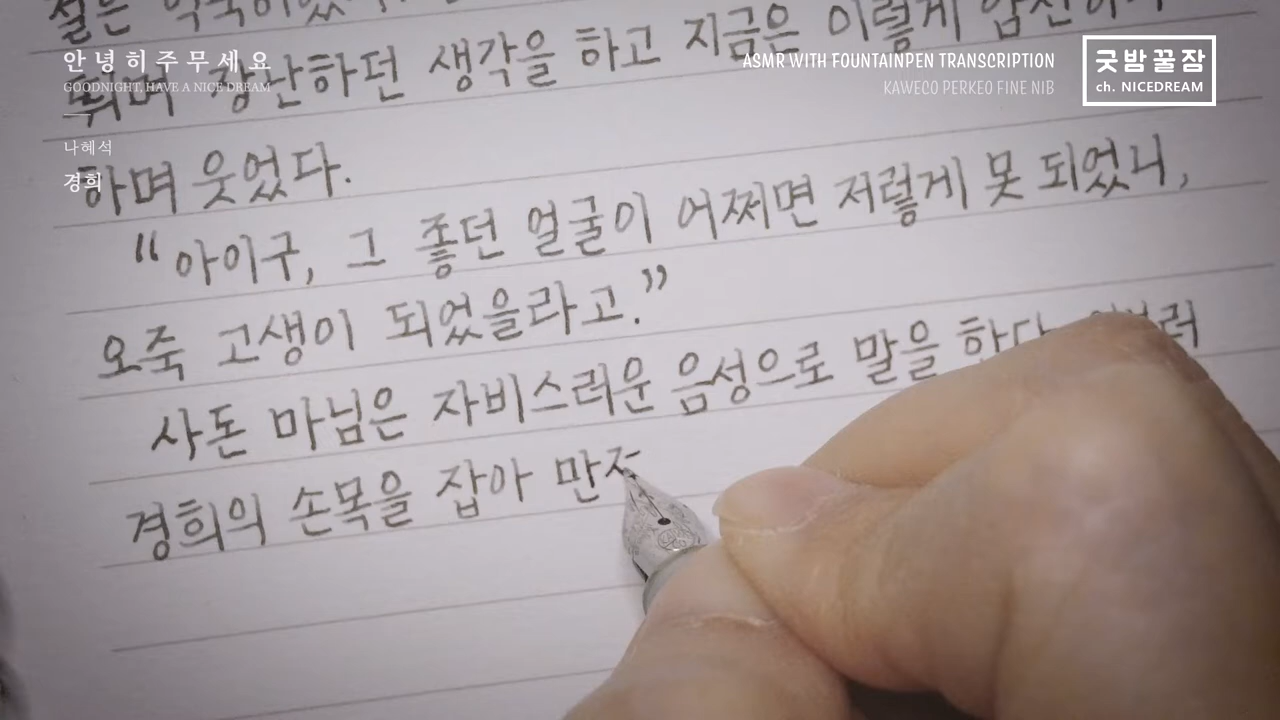 안녕히주무세요
GOODNIGHT, HAVE A NICE DREAM
나혜석
경희
ASMR WITH FOUNTAINPEN TRANSCRIPTION
KAWECO PERKEO FINE NIB
굿밤꿀잠
ch. NICEDREAM
튀며 장난하던 생각을 하고 지금은 이렇게
하며 웃었다.
“아이구, 그 좋던 얼굴이 어쩌면 저렇게 못 되었니,
오죽 고생이 되었을라고.”
사돈 마님은 자비스러운 음성으로 말을 한다.
경희의 손목을 잡아 만